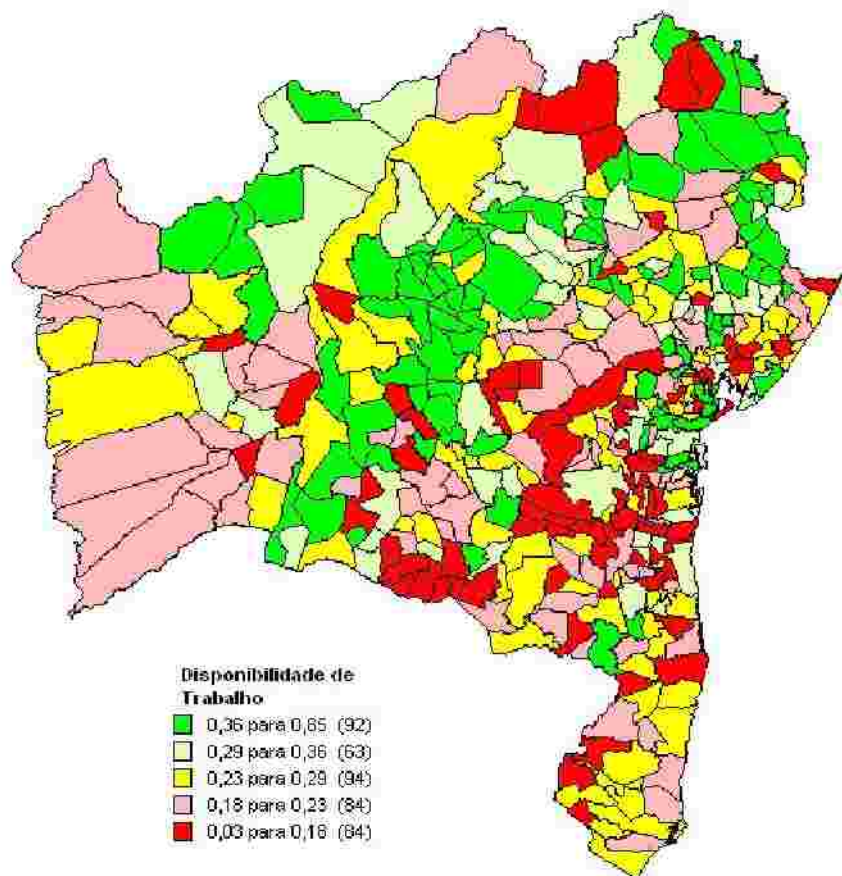 Disponibilidade de
Trabalho
0,36 para 0,85 (92)
0,29 para 0,36 (63)
0,23 para 0,29 (94)
0,18 para 0,23 (84)
0,03 para 0,18 (84)